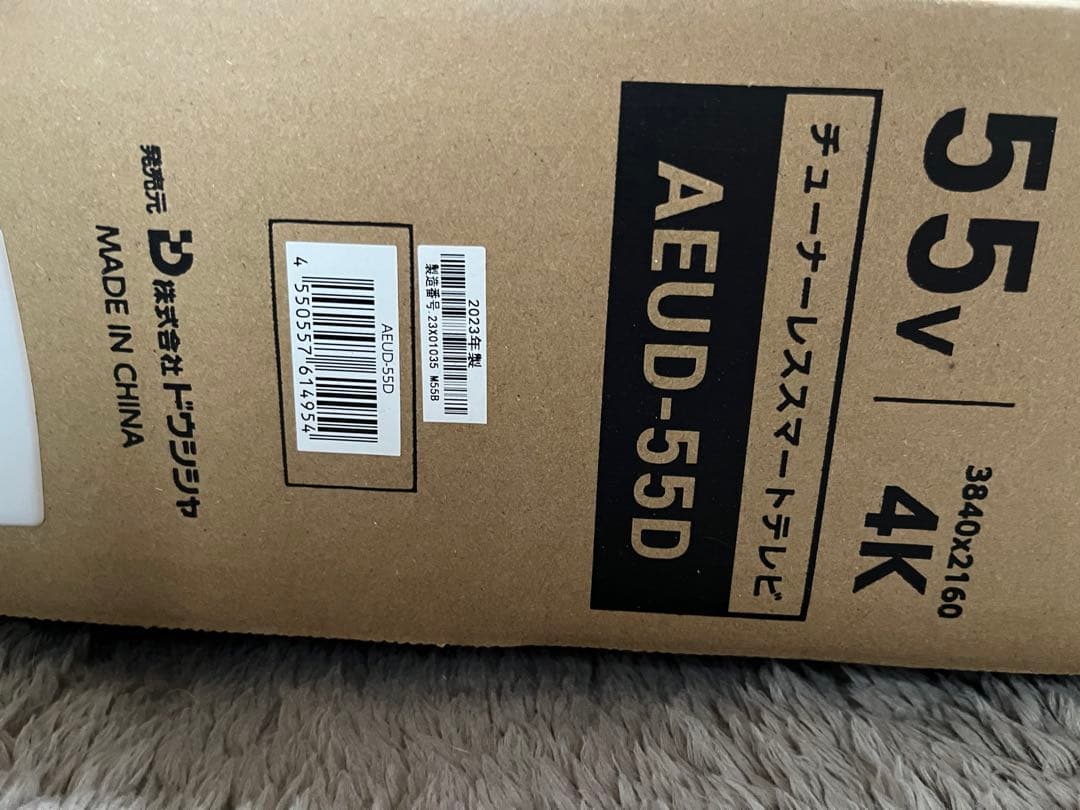 55v
4K
3840x2160
チューナーレススマートテレビ
AEUD-55D
2023年製
製造番号:23X01035 M55B
AEUD-55D
4 550557 614954
発売元 株式会社ドウシシャ
MADE IN CHINA